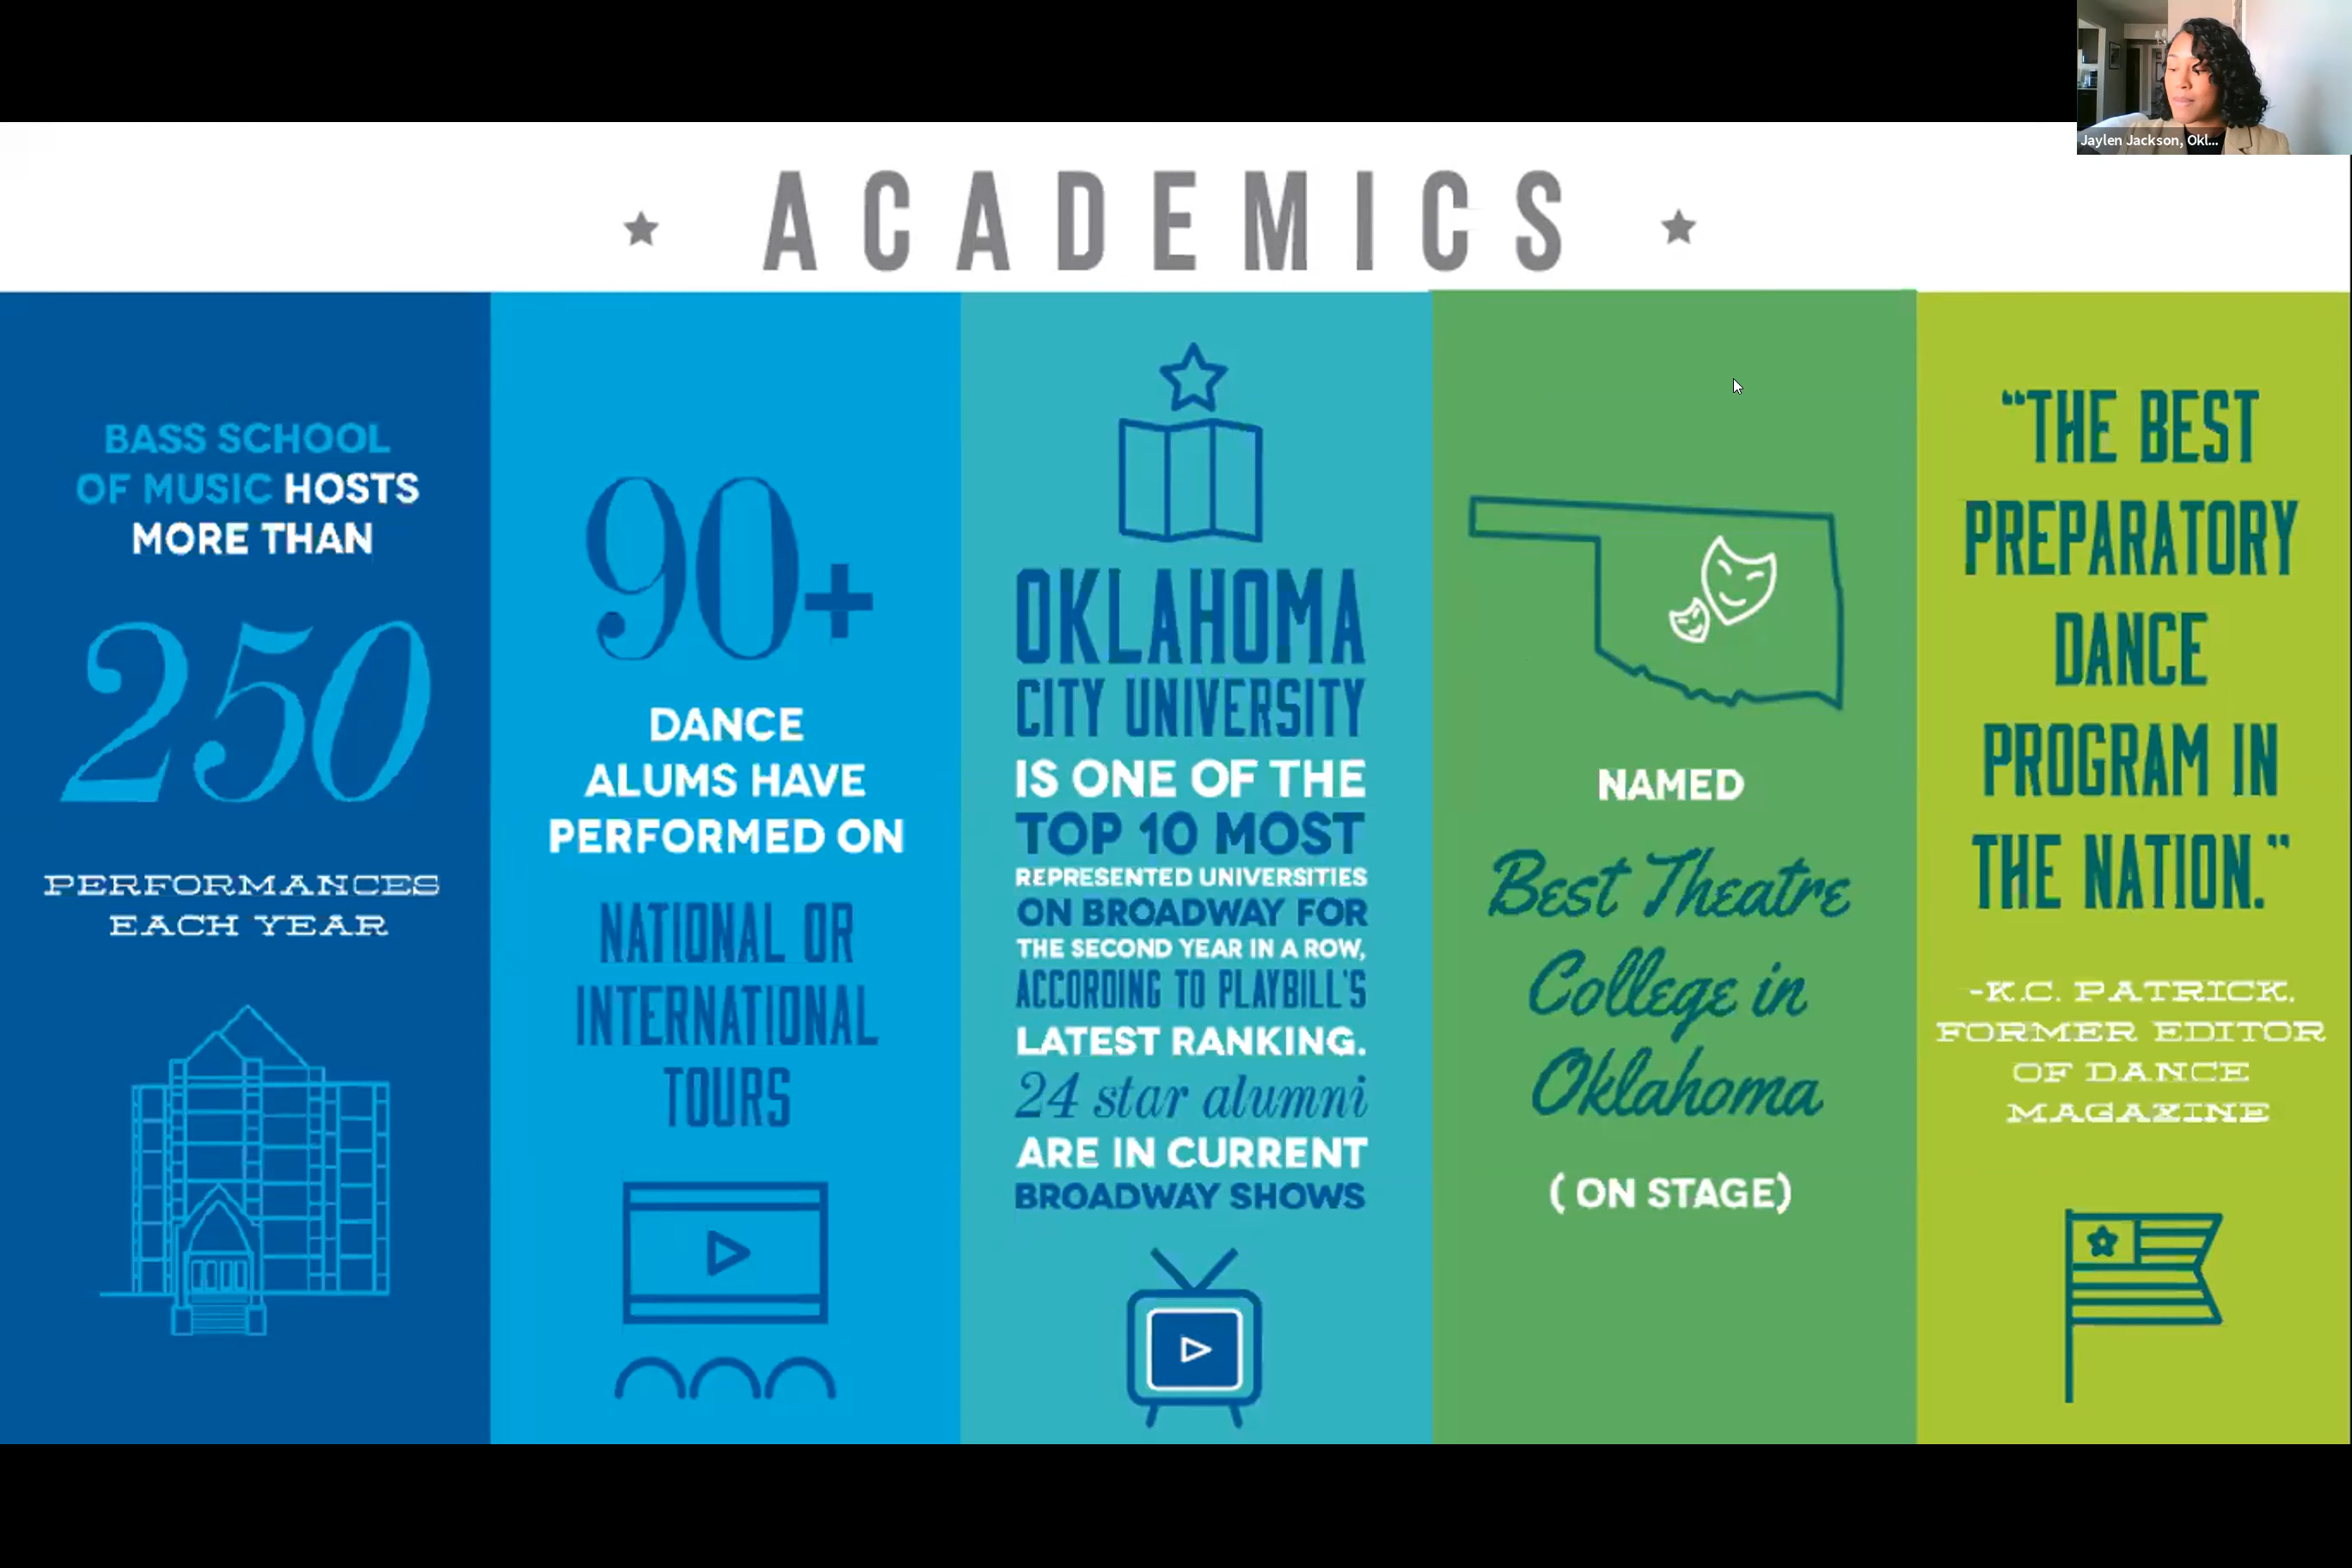 Jaylen Jackson, Okl...
ACADEMICS
BASS SCHOOL
OF MUSIC HOSTS
MORE THAN
250
PERFORMANCES
EACH YEAR
90+
DANCE
ALUMS HAVE
PERFORMED ON
NATIONAL OR
INTERNATIONAL
TOURS
OKLAHOMA
CITY UNIVERSITY
IS ONE OF THE
TOP 10 MOST
REPRESENTED UNIVERSITIES
ON BROADWAY FOR
THE SECOND YEAR IN A ROW,
ACCORDING TO PLAYBILL'S
LATEST RANKING.
24 star alumni
ARE IN CURRENT
BROADWAY SHOWS
NAMED
Best Theatre
College in
Oklahoma
( ON STAGE)
“THE BEST
PREPARATORY
DANCE
PROGRAM IN
THE NATION.”
-K.C. PATRICK,
FORMER EDITOR
OF DANCE
MAGAZINE